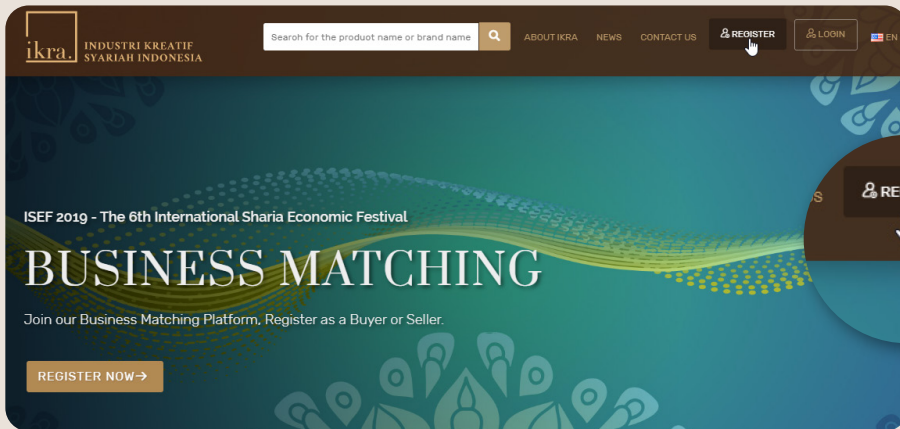 ikra.
INDUSTRI KREATIF
SYARIAH INDONESIA
Search for the product name or brand name
ABOUT IKRA
NEWS
CONTACT US
REGISTER
LOGIN
EN
S
RE
ISEF 2019 - The 6th International Sharia Economic Festival
BUSINESS MATCHING
Join our Business Matching Platform, Register as a Buyer or Seller.
REGISTER NOW→